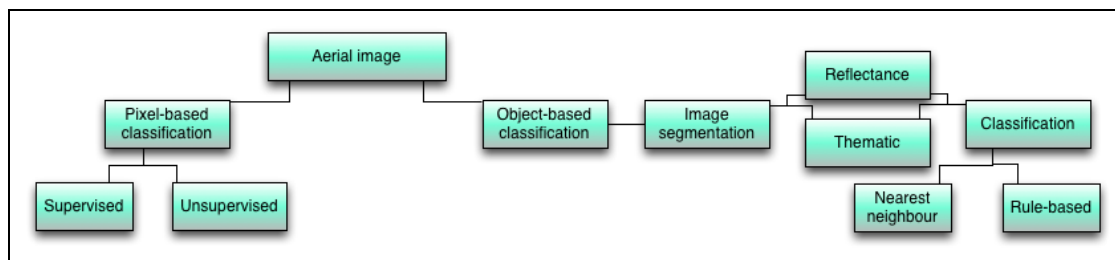 Aerial image
Pixel-based
classification
Supervised
Unsupervised
Object-based
classification
Image
segmentation
Reflectance
Thematic
Classification
Nearest
neighbour
Rule-based